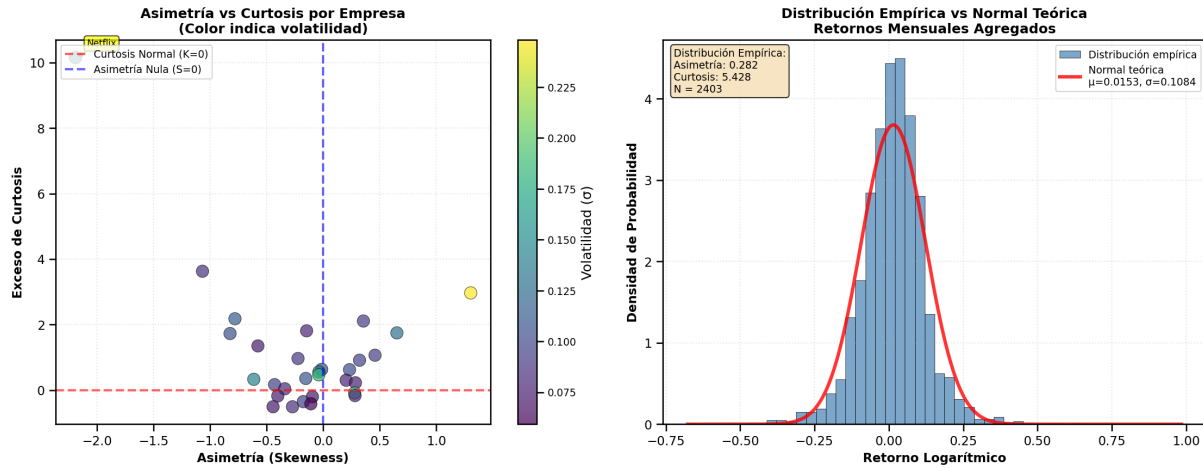 Asimetría vs Curtosis por Empresa
(Color indica volatilidad)
Netflix
Curtosis Normal (K=0)
Asimetría Nula (S=0)
10
8
6
4
2
0
Exceso de Curtosis
−2.0
−1.5
−1.0
−0.5
0.0
0.5
1.0
Asimetría (Skewness)
0.225
0.200
0.175
0.150
0.125
0.100
0.075
Volatilidad (σ)
Distribución Empírica vs Normal Teórica
Retornos Mensuales Agregados
Distribución Empírica:
Asimetría: 0.282
Curtosis: 5.428
N = 2403
Distribución empírica
Normal teórica
μ=0.0153, σ=0.1084
4
3
2
1
0
Densidad de Probabilidad
−0.75
−0.50
−0.25
0.00
0.25
0.50
0.75
1.00
Retorno Logarítmico